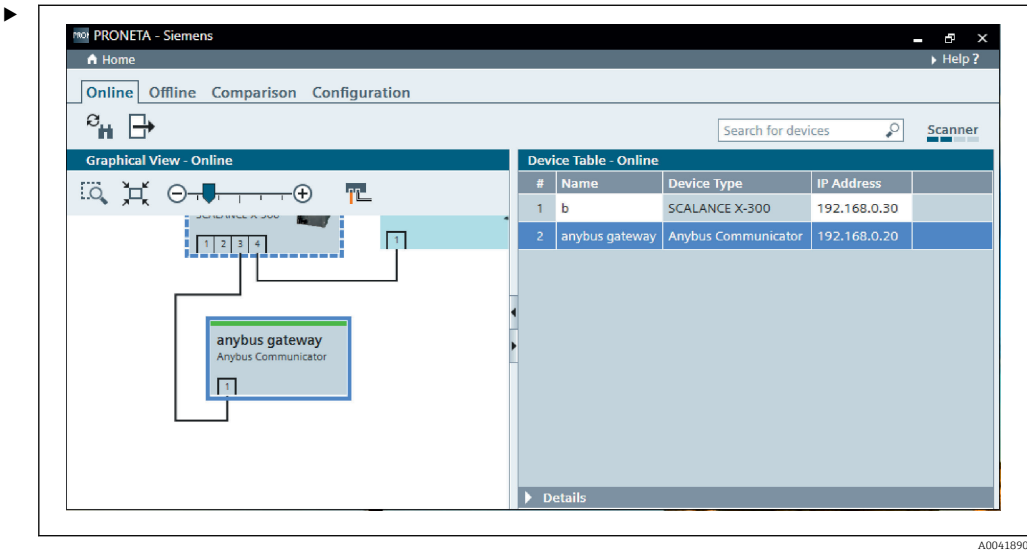 PRONETA - Siemens
Home
Help ?
Online Offline Comparison Configuration
Search for devices
Scanner
Graphical View - Online
SCALANCE X-300
1 2 3 4
1
anybus gateway
Anybus Communicator
1
Device Table - Online
# Name Device Type IP Address
1 b SCALANCE X-300 192.168.0.30
2 anybus gateway Anybus Communicator 192.168.0.20
Details
A0041890